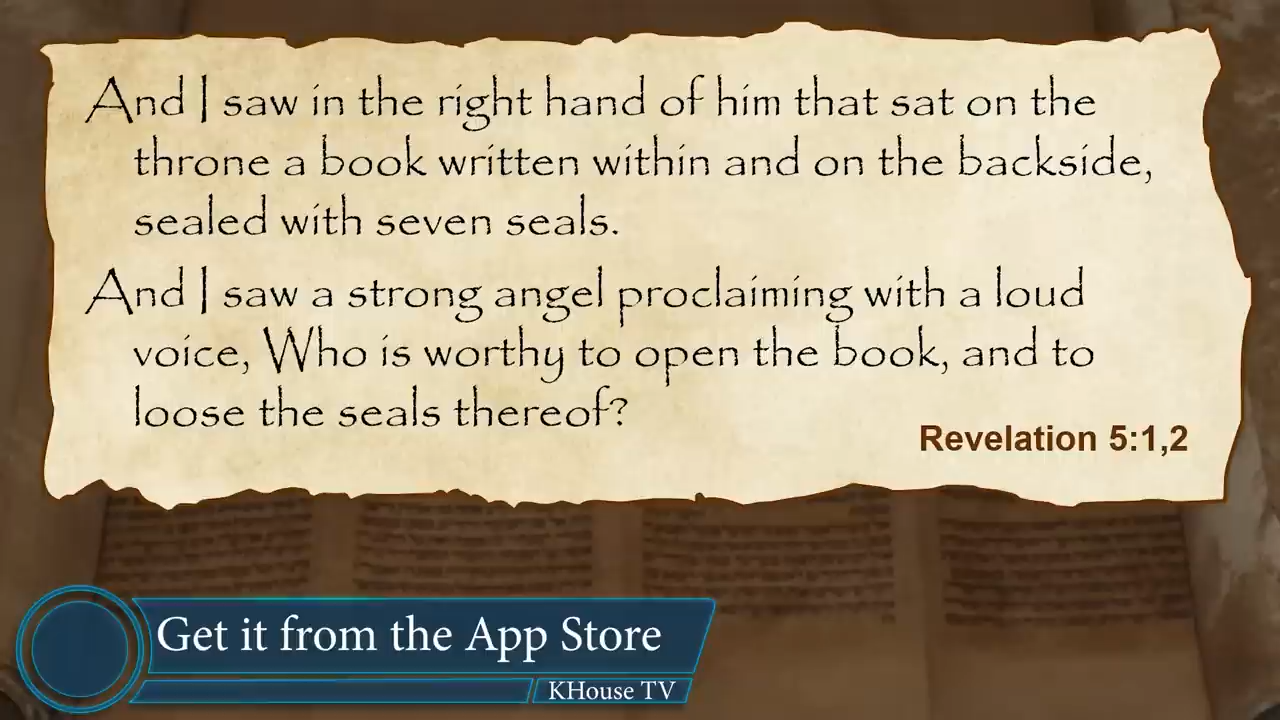 And I saw in the right hand of him that sat on the
throne a book written within and on the backside,
sealed with seven seals.
And I saw a strong angel proclaiming with a loud
voice, Who is worthy to open the book, and to
loose the seals thereof?
Revelation 5:1,2
Get it from the App Store
KHouse TV